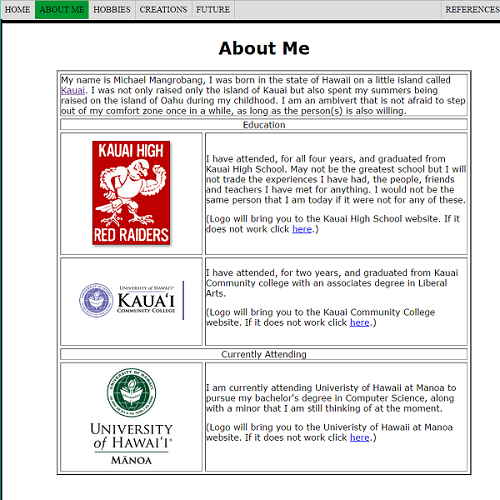 HOME ABOUT ME HOBBIES CREATIONS FUTURE REFERENCES
About Me
My name is Michael Mangrobang, I was born in the state of Hawaii on a little island called
Kauai. I was not only raised only the island of Kauai but also spent my summers being
raised on the island of Oahu during my childhood. I am an ambivert that is not afraid to step
out of my comfort zone once in a while, as long as the person(s) is also willing.
Education
KAUAI HIGH
RED RAIDERS
I have attended, for all four years, and graduated from
Kauai High School. May not be the greatest school but I will
not trade the experiences I have had, the people, friends
and teachers I have met for anything. I would not be the
same person that I am today if it were not for any of these.
(Logo will bring you to the Kauai High School website. If it
does not work click here.)
UNIVERSITY of HAWAI'I®
KAUA'I
COMMUNITY COLLEGE
I have attended, for two years, and graduated from Kauai
Community college with an associates degree in Liberal
Arts.
(Logo will bring you to the Kauai Community College
website. If it does not work click here.)
Currently Attending
UNIVERSITY
of HAWAI'I®
MĀNOA
I am currently attending Univeristy of Hawaii at Manoa to
pursue my bachelor's degree in Computer Science, along
with a minor that I am still thinking of at the moment.
(Logo will bring you to the Univeristy of Hawaii at Manoa
website. If it does not work click here.)